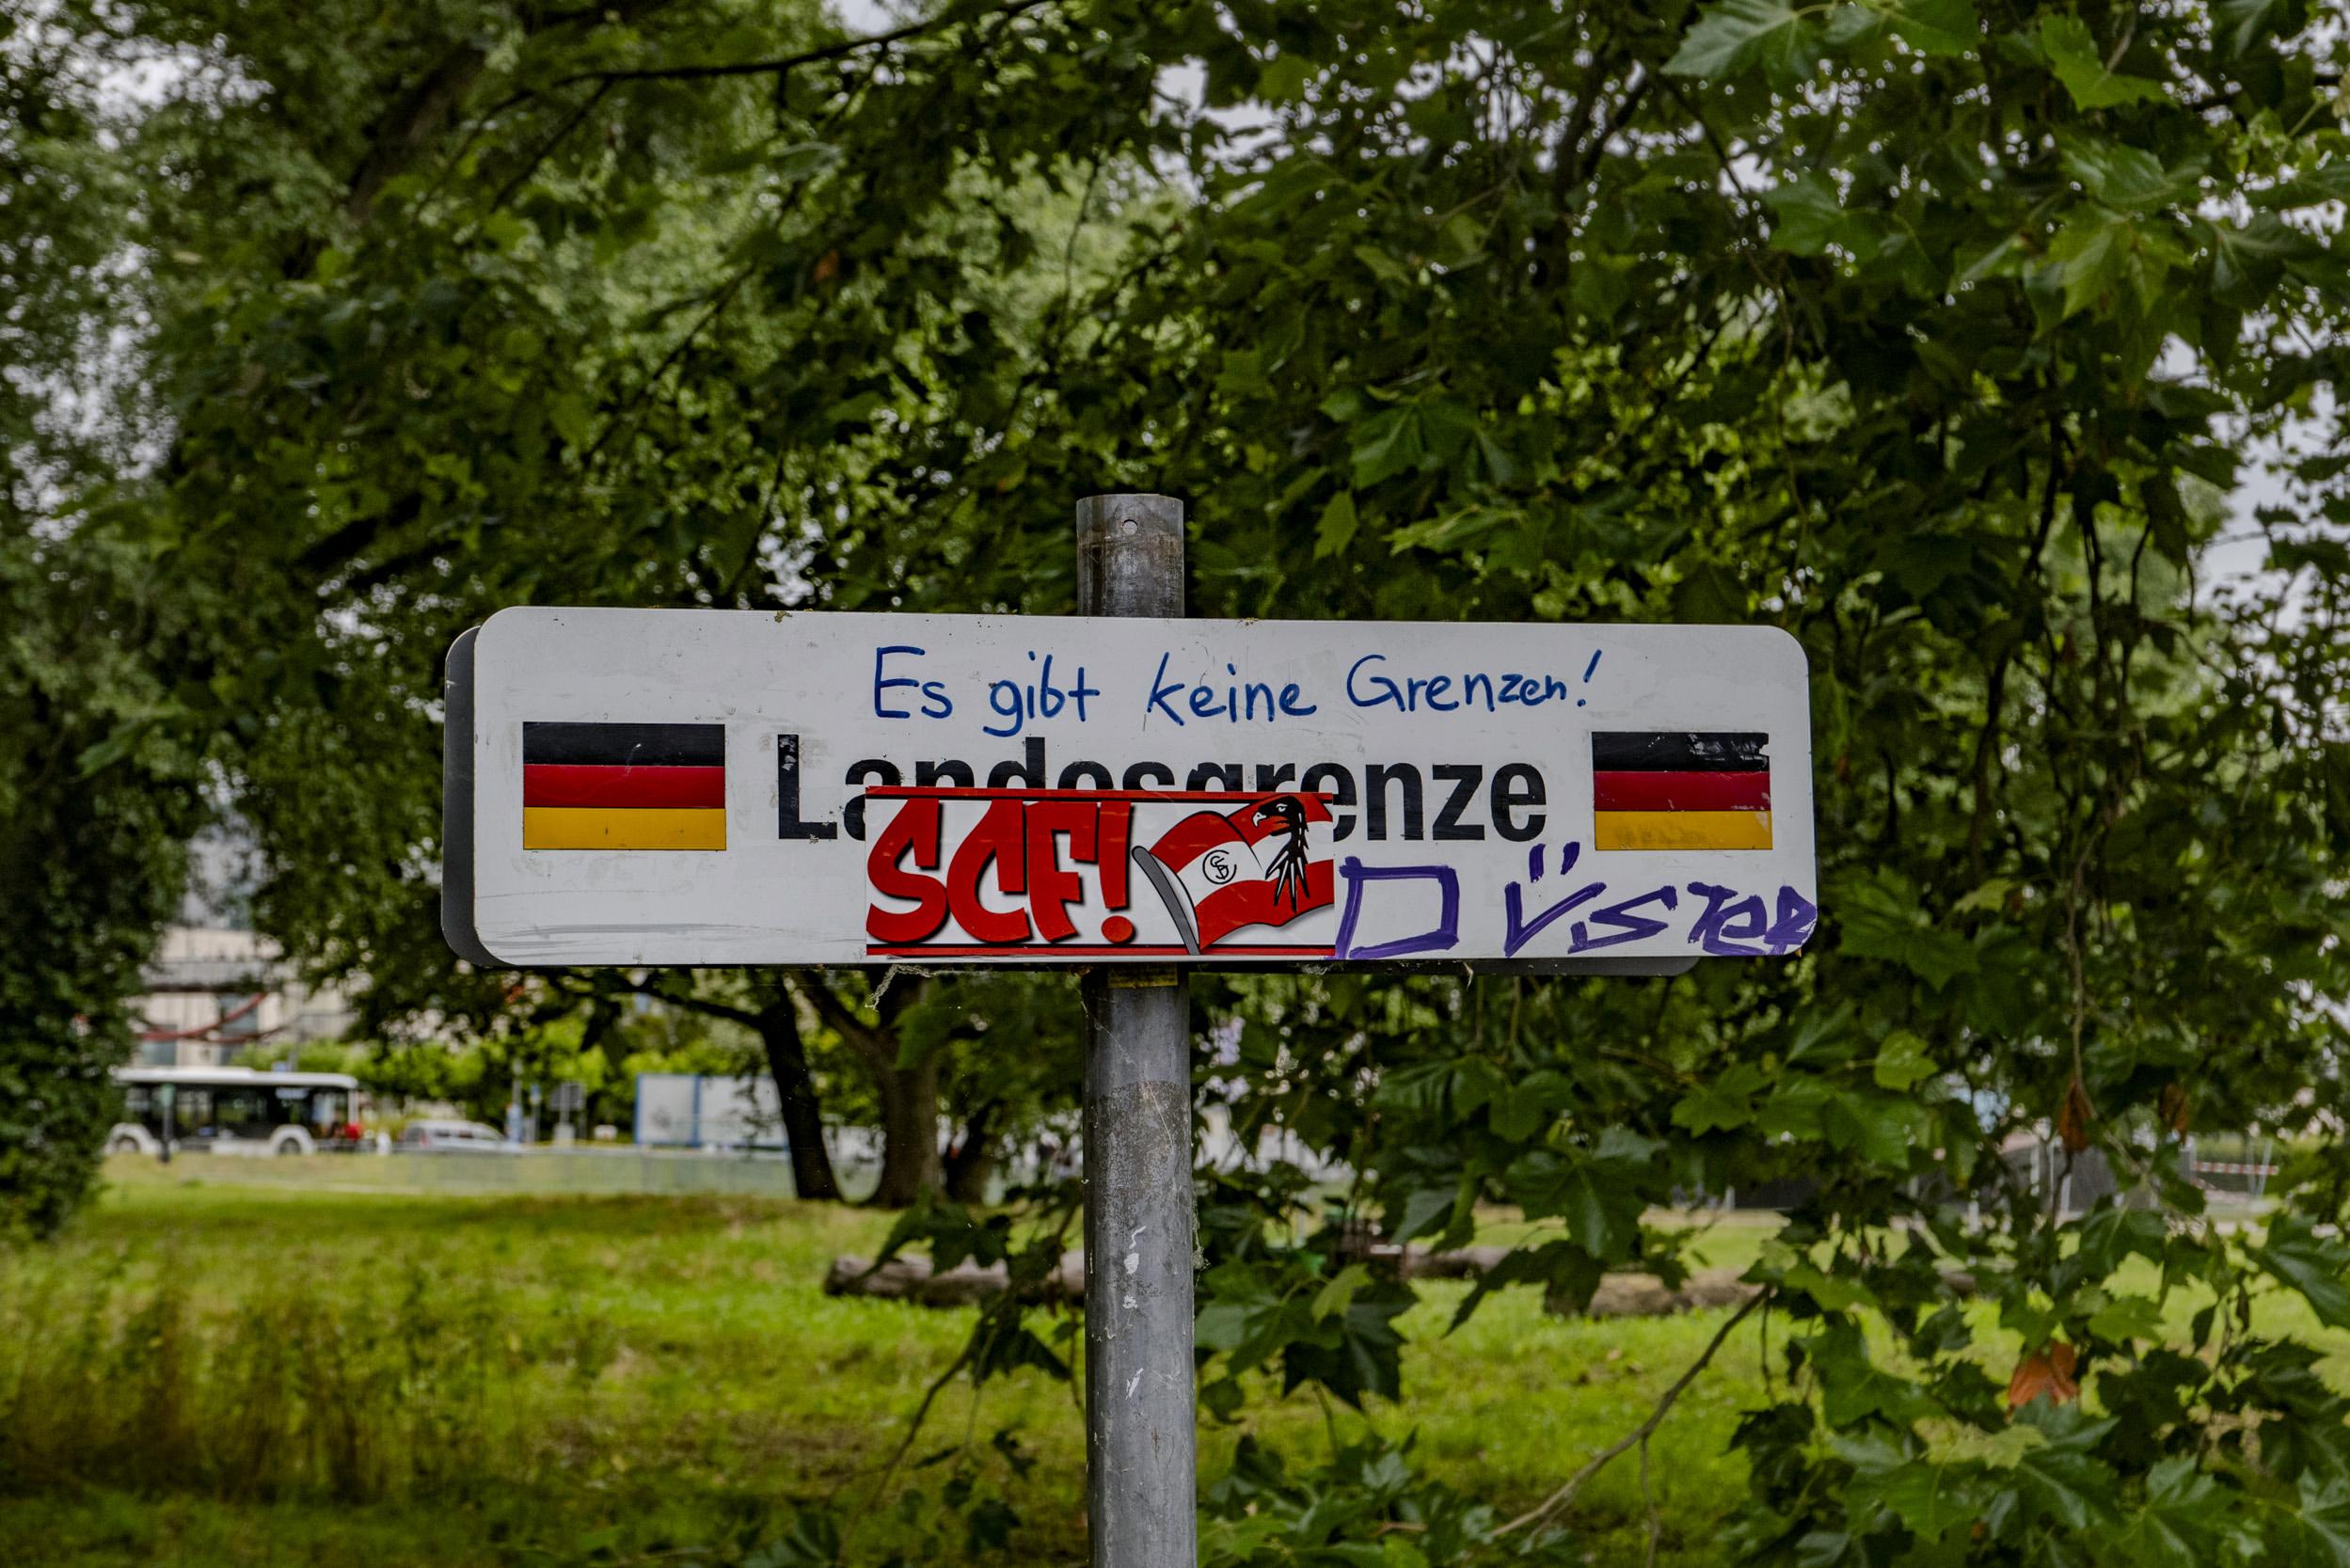 Es gibt keine Grenzen!
Landesgrenze
SCF!